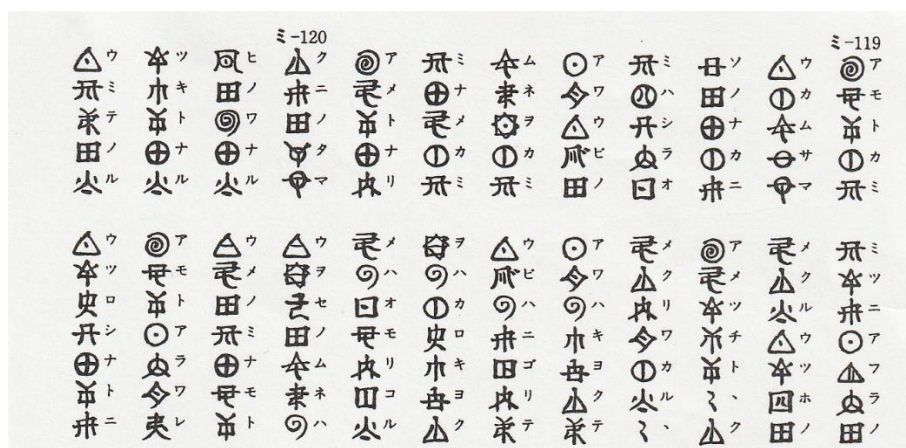 ミ-119
アモトカミ ミツニアフラノ
ウカムサマ メクルウツホノ
ソノナカニ アメツチトヽク
ミハシラオ メクリワカルヽ
アワウビノ アワハキヨクテ
ムネヲカミ ウビハニゴリテ
ミナメカミ ヲハカロキヨク
アメトナリ メハオモリコル
ミ-120
クニノタマ ウヲセノムネハ
ヒノワナル ウメノミナモト
ツキトナル アモトアラワレ
ウミテノル ウツロシナトニ